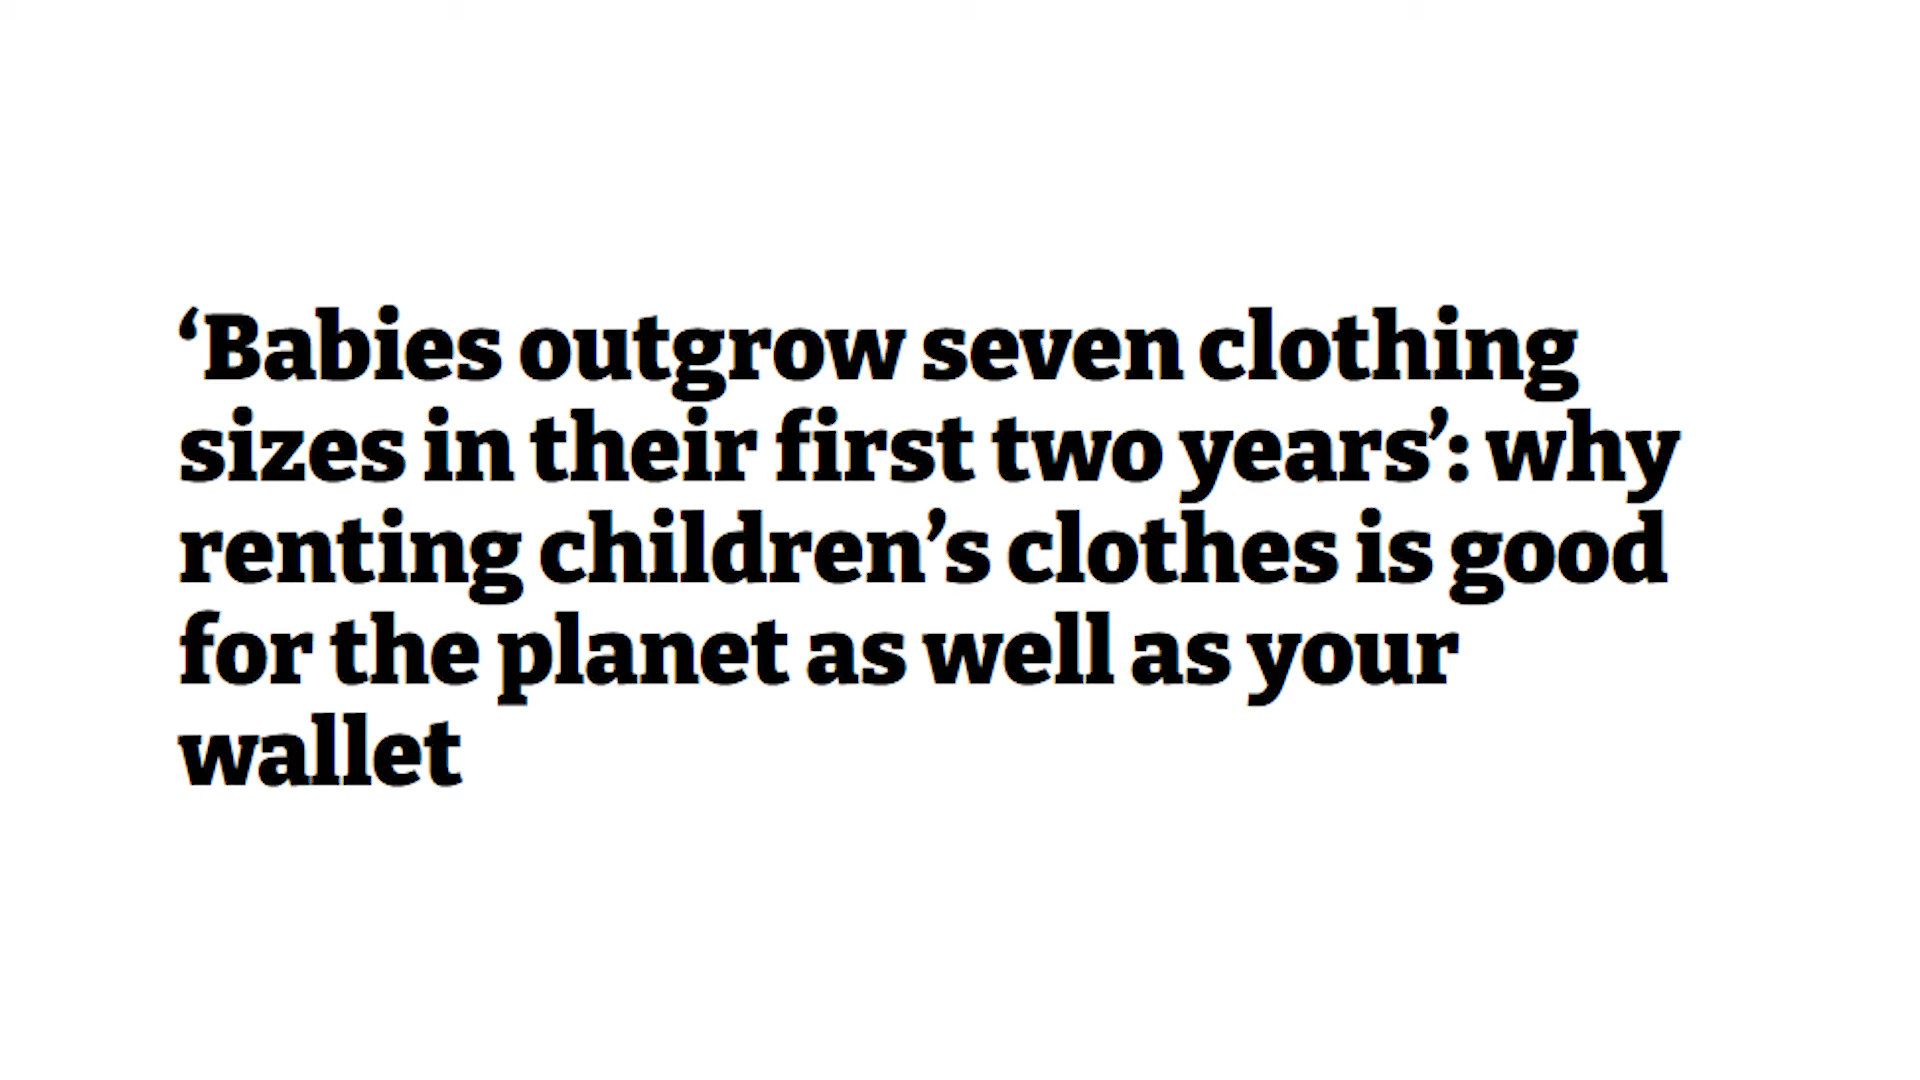 ‘Babies outgrow seven clothing
sizes in their first two years’: why
renting children’s clothes is good
for the planet as well as your
wallet